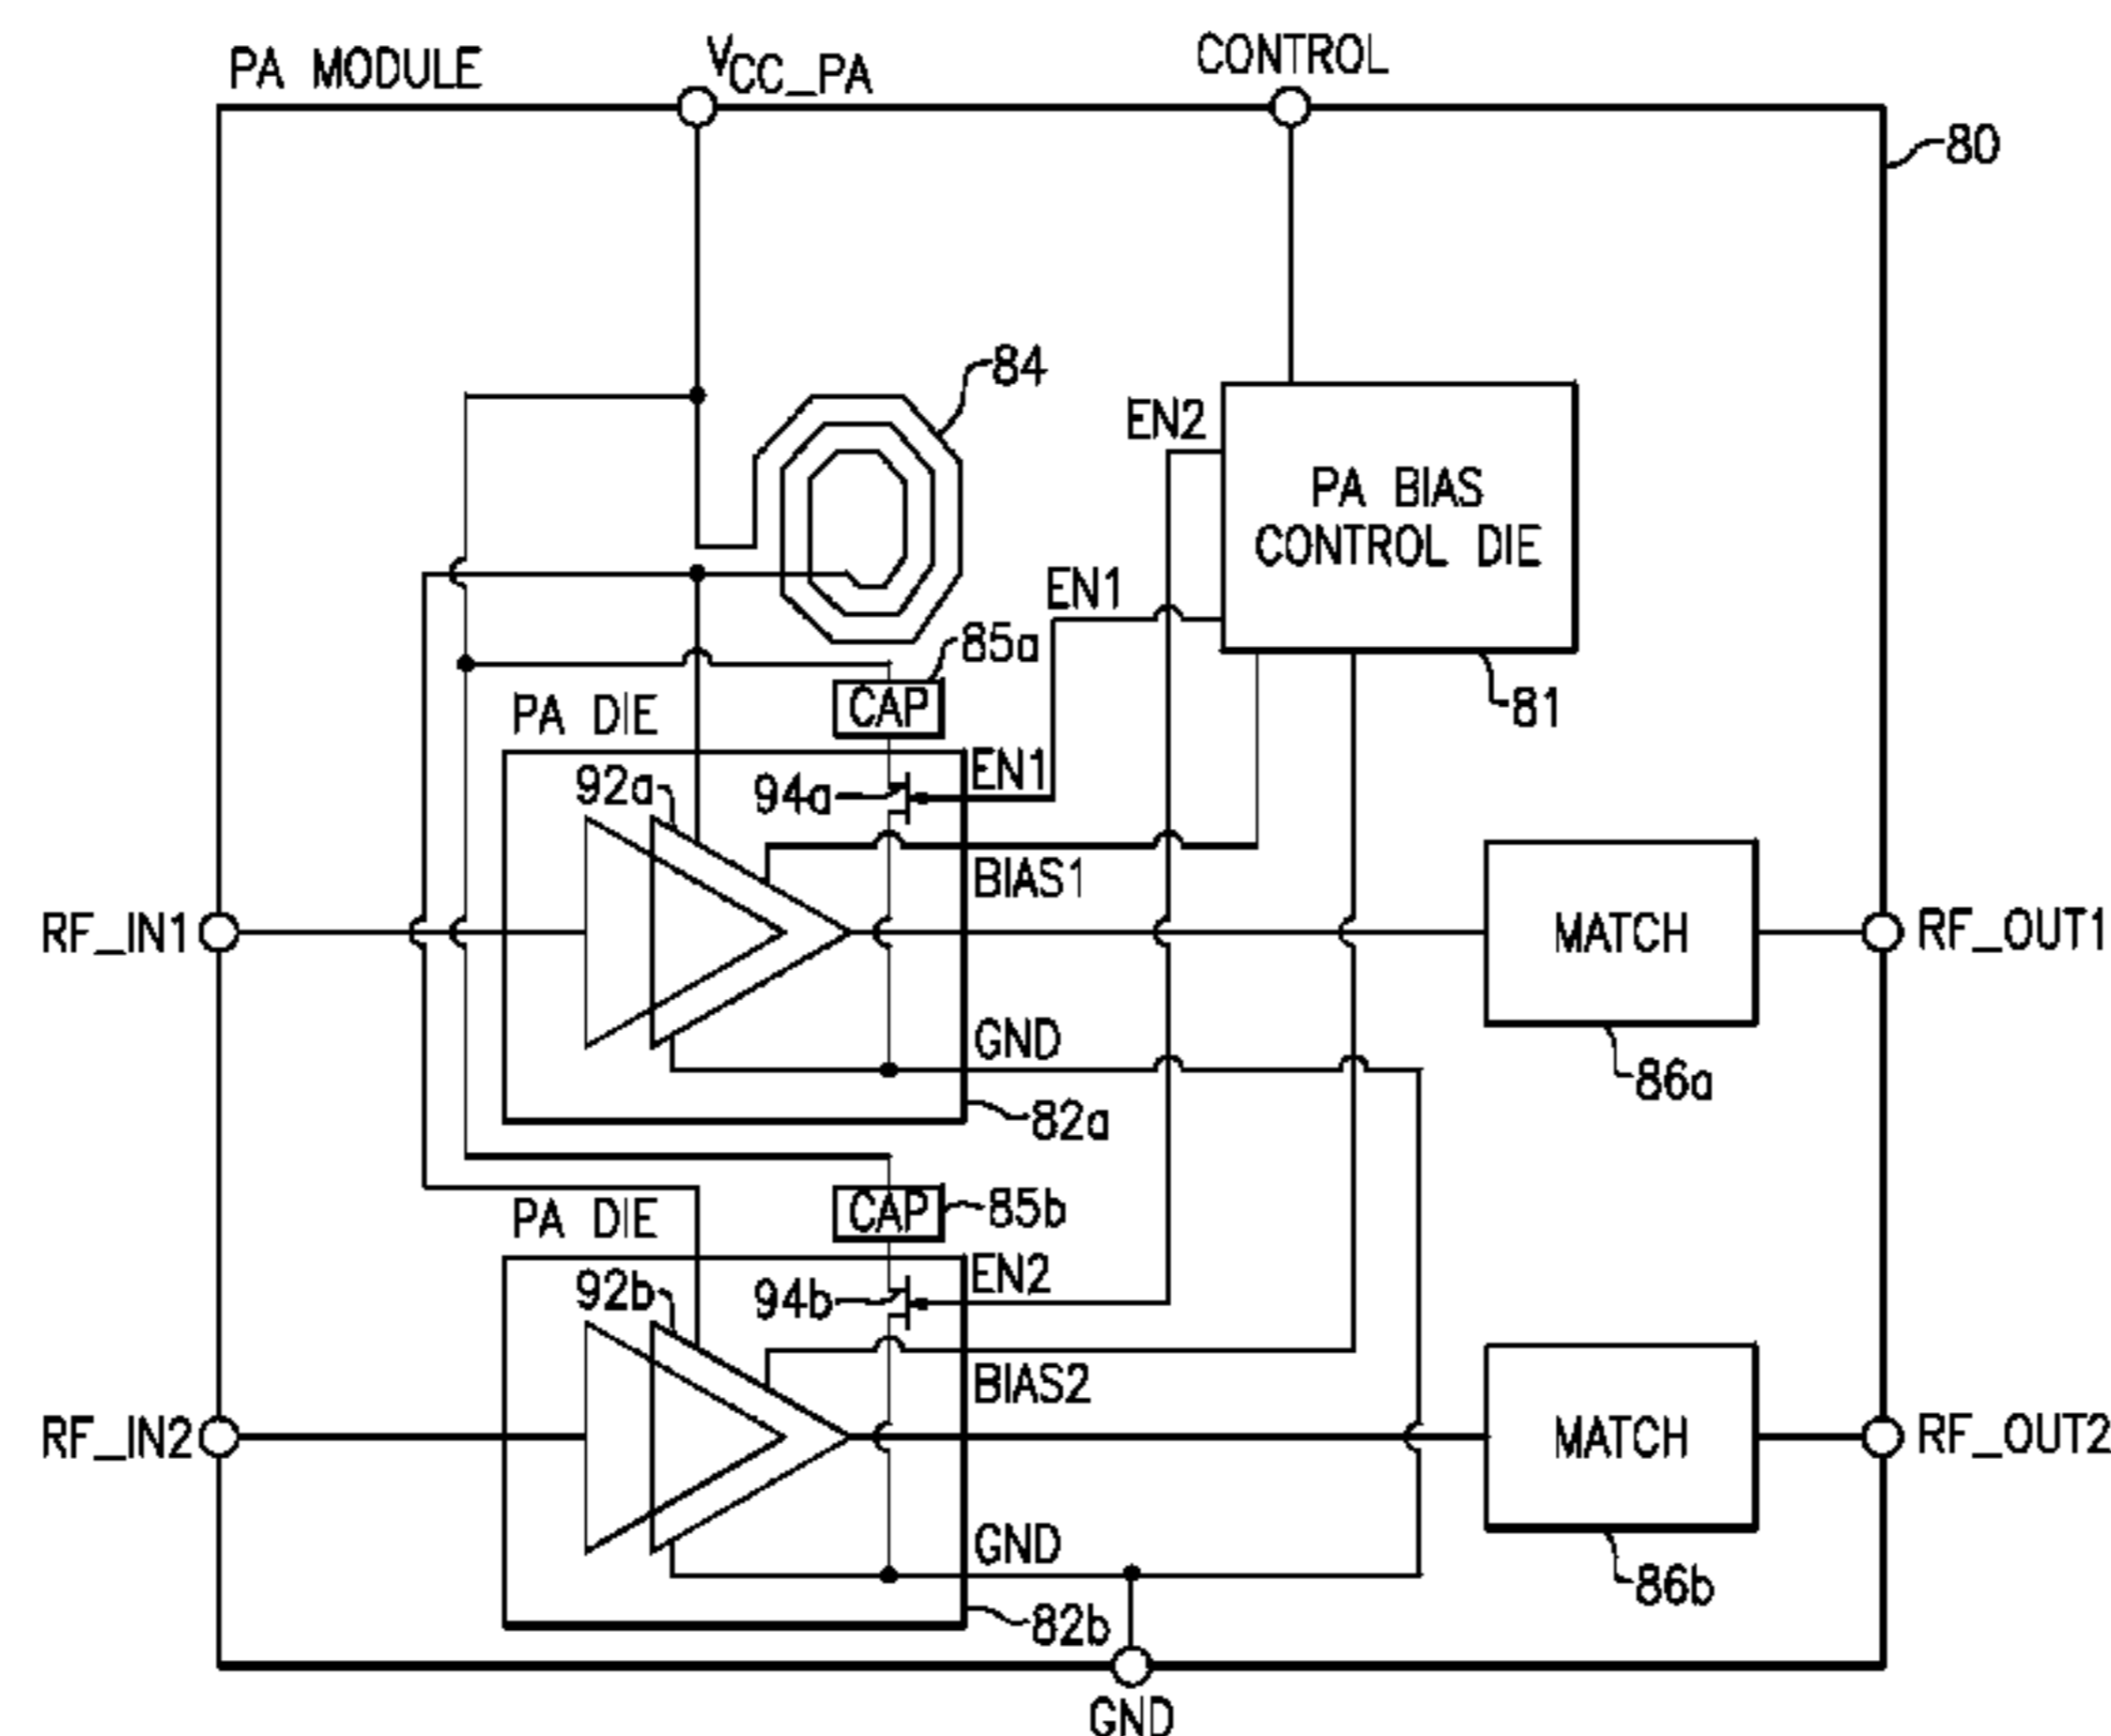 PA MODULE
VCC_PA
CONTROL
80
84
EN2
PA BIAS
CONTROL DIE
EN1
85a
CAP
81
PA DIE
92a
94a
EN1
BIAS1
RF_IN1
MATCH
RF_OUT1
GND
86a
82a
CAP
85b
PA DIE
92b
94b
EN2
BIAS2
RF_IN2
MATCH
RF_OUT2
GND
86b
82b
GND